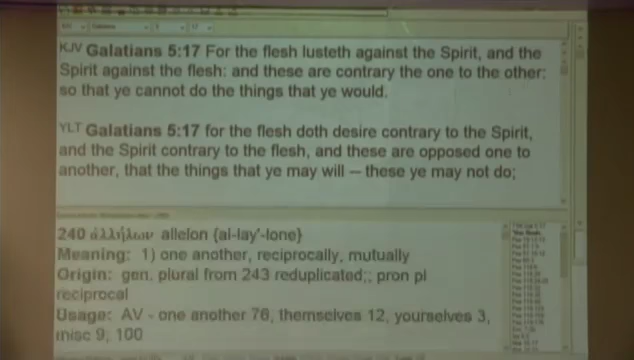 KJV Galatians 5:17 For the flesh lusteth against the Spirit, and the
Spirit against the flesh: and these are contrary the one to the other:
so that ye cannot do the things that ye would.
YLT Galatians 5:17 for the flesh doth desire contrary to the Spirit,
and the Spirit contrary to the flesh, and these are opposed one to
another, that the things that ye may will — these ye may not do;
240 ἀλλήλων allelon {al-lay'-lone}
Meaning: 1) one another, reciprocally, mutually
Origin: gen. plural from 243 reduplicated;; pron pl
reciprocal
Usage: AV - one another 76, themselves 12, yourselves 3,
misc 9; 100